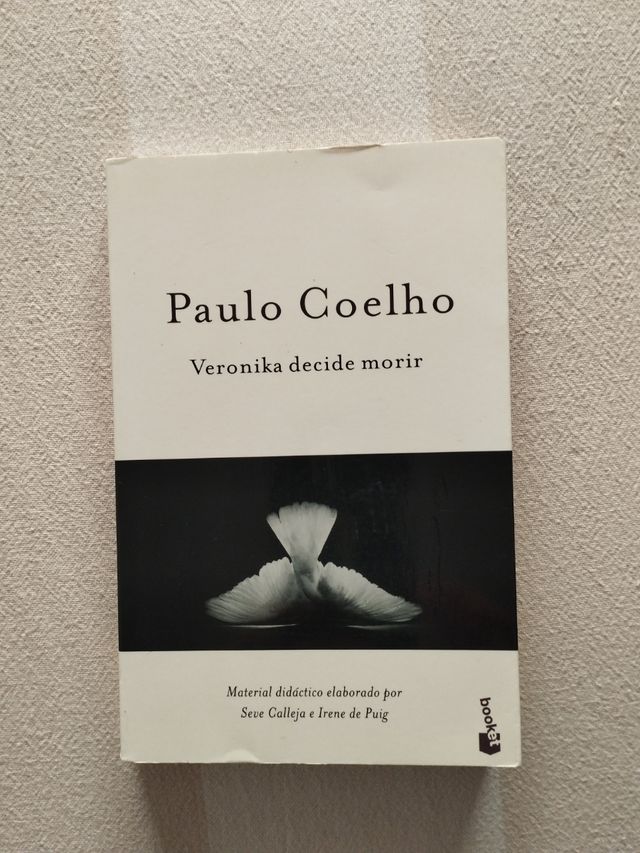 Paulo Coelho
Veronika decide morir
Material didáctico elaborado por
Seve Calleja e Irene de Puig
booket